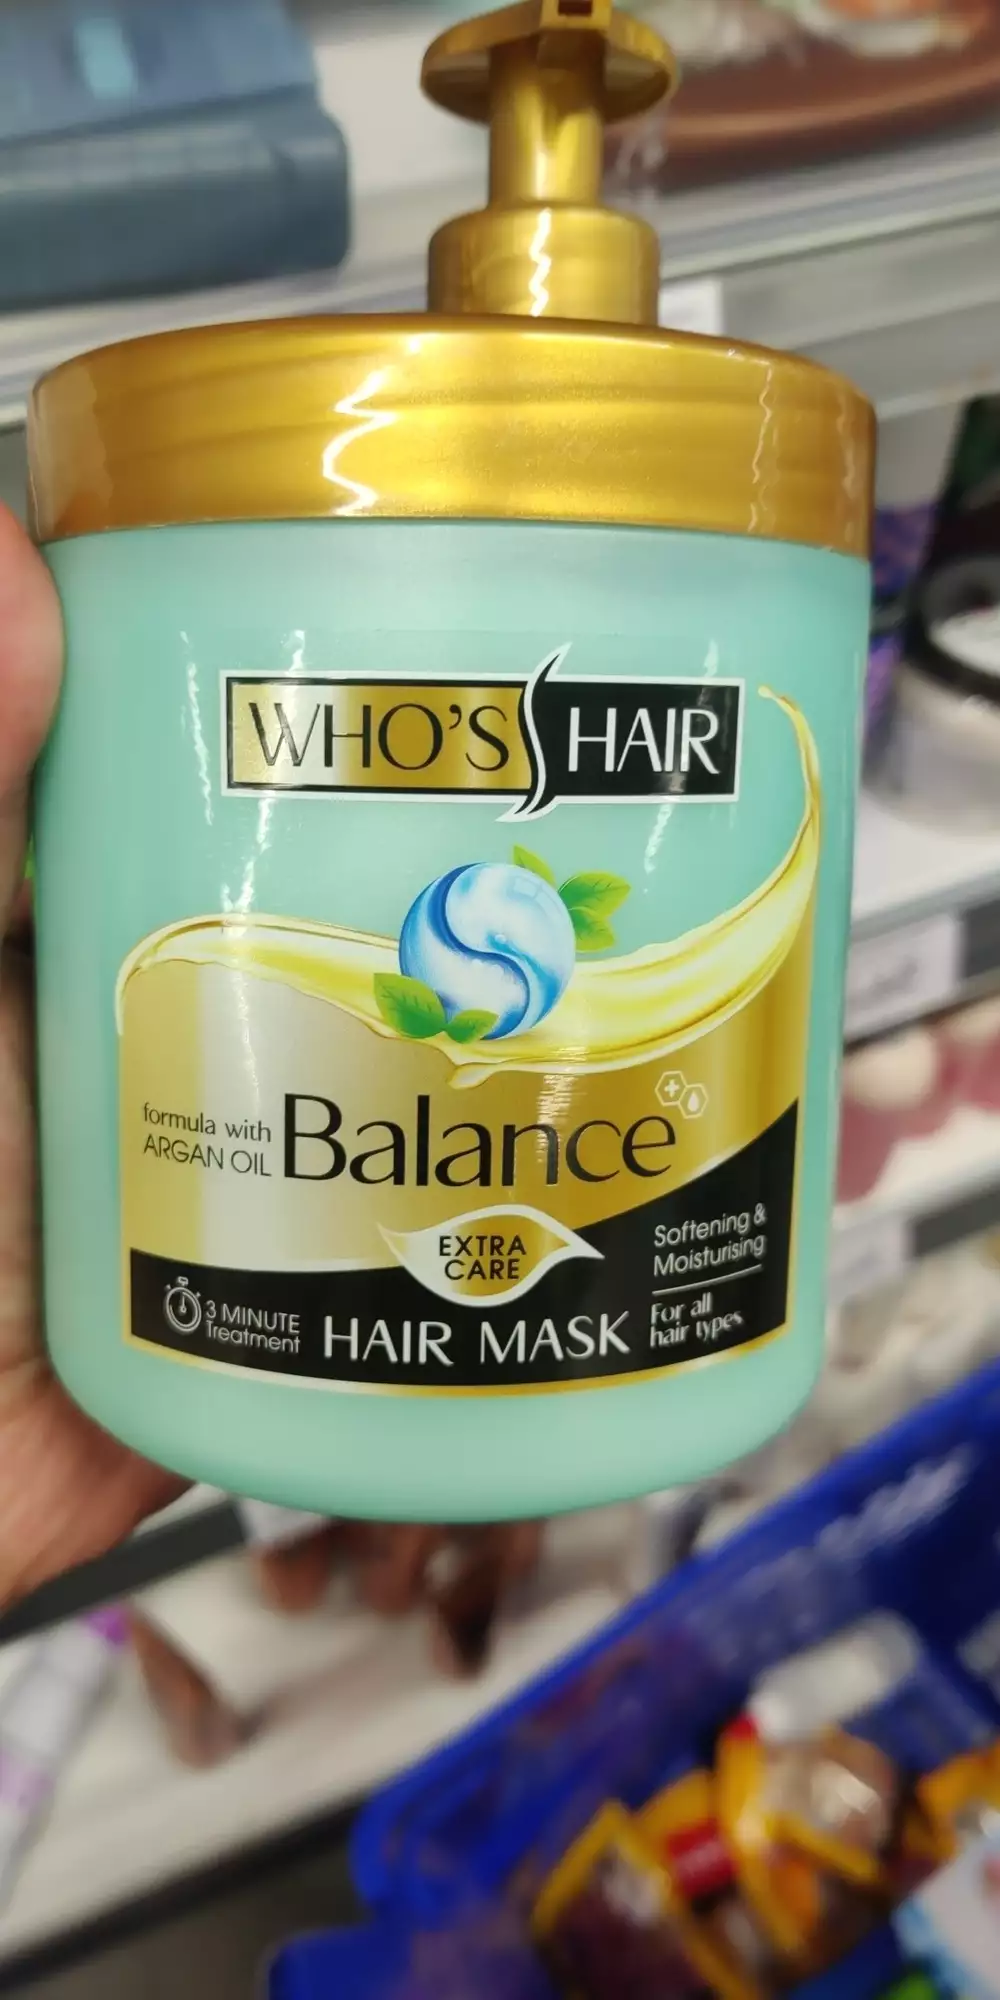 WHO'S HAIR
formula with
ARGAN OIL
Balance
EXTRA
CARE
Softening &
Moisturising
3 MINUTE
Treatment
HAIR MASK
For all
hair types